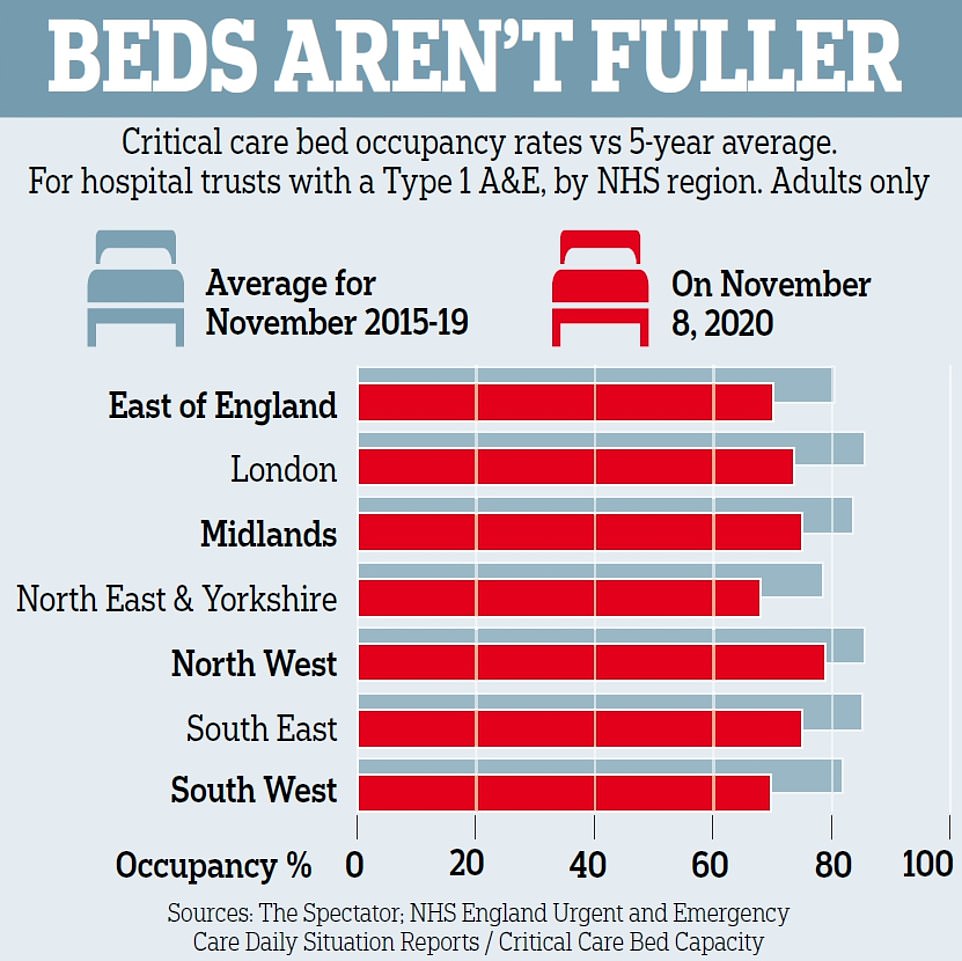 BEDS AREN'T FULLER
Critical care bed occupancy rates vs 5-year average.
For hospital trusts with a Type 1 A&E, by NHS region. Adults only
Average for
November 2015-19
On November
8, 2020
East of England
London
Midlands
North East & Yorkshire
North West
South East
South West
Occupancy % 0 20 40 60 80 100
Sources: The Spectator; NHS England Urgent and Emergency
Care Daily Situation Reports / Critical Care Bed Capacity